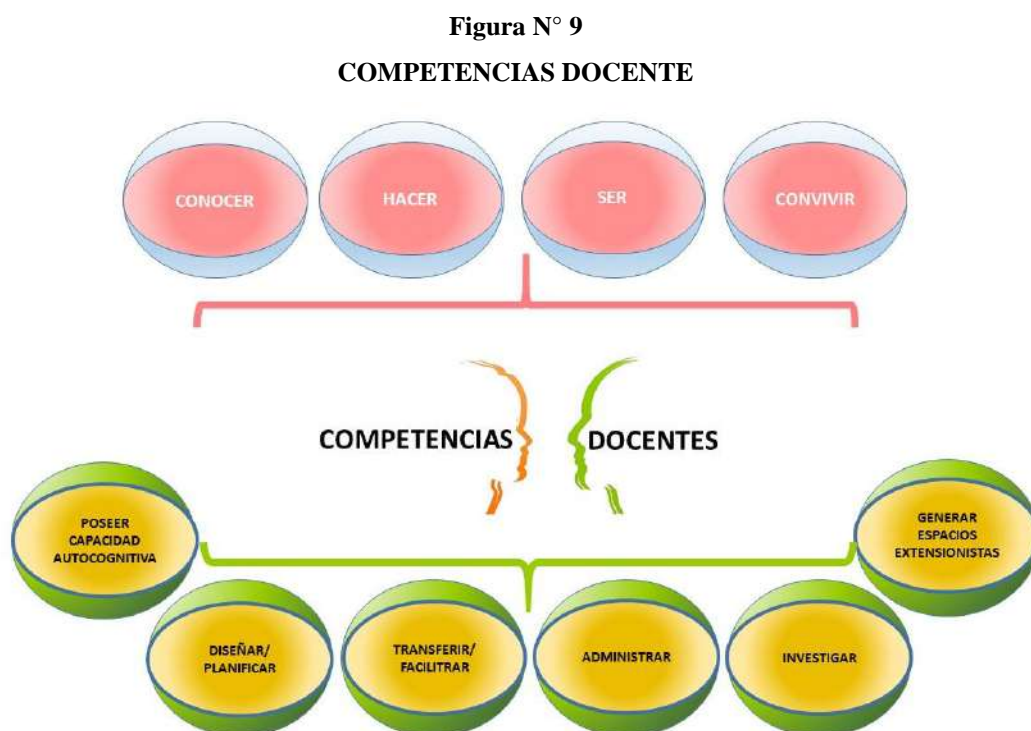 Figura N° 9
COMPETENCIAS DOCENTE
CONOCER
HACER
SER
CONVIVIR
COMPETENCIAS
DOCENTES
POSEER
CAPACIDAD
AUTOCOGNITIVA
GENERAR
ESPACIOS
EXTENSIONISTAS
DISEÑAR/
PLANIFICAR
TRANSFERIR/
FACILITRAR
ADMINISTRAR
INVESTIGAR